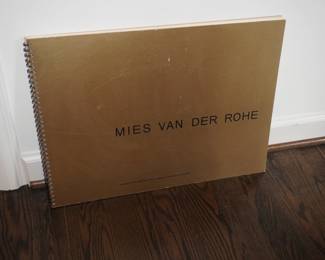 MIES VAN DER ROHE